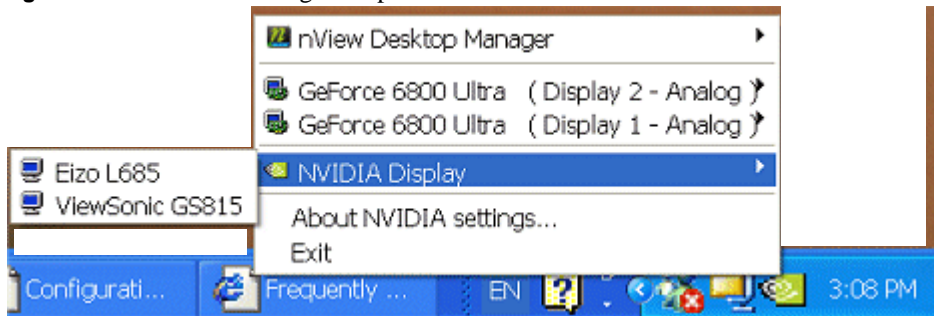 nView Desktop Manager
GeForce 6800 Ultra ( Display 2 - Analog )
GeForce 6800 Ultra ( Display 1 - Analog )
NVIDIA Display
Eizo L685
ViewSonic GS815
About NVIDIA settings...
Exit
Configurati...
Frequently ...
EN
3:08 PM